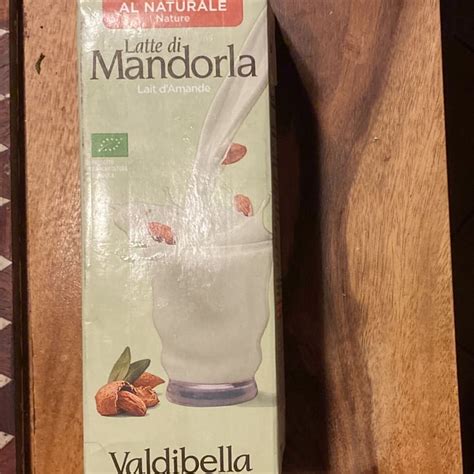 AL NATURALE
Nature
Latte di
Mandorla
Lait d'Amande
Valdibella